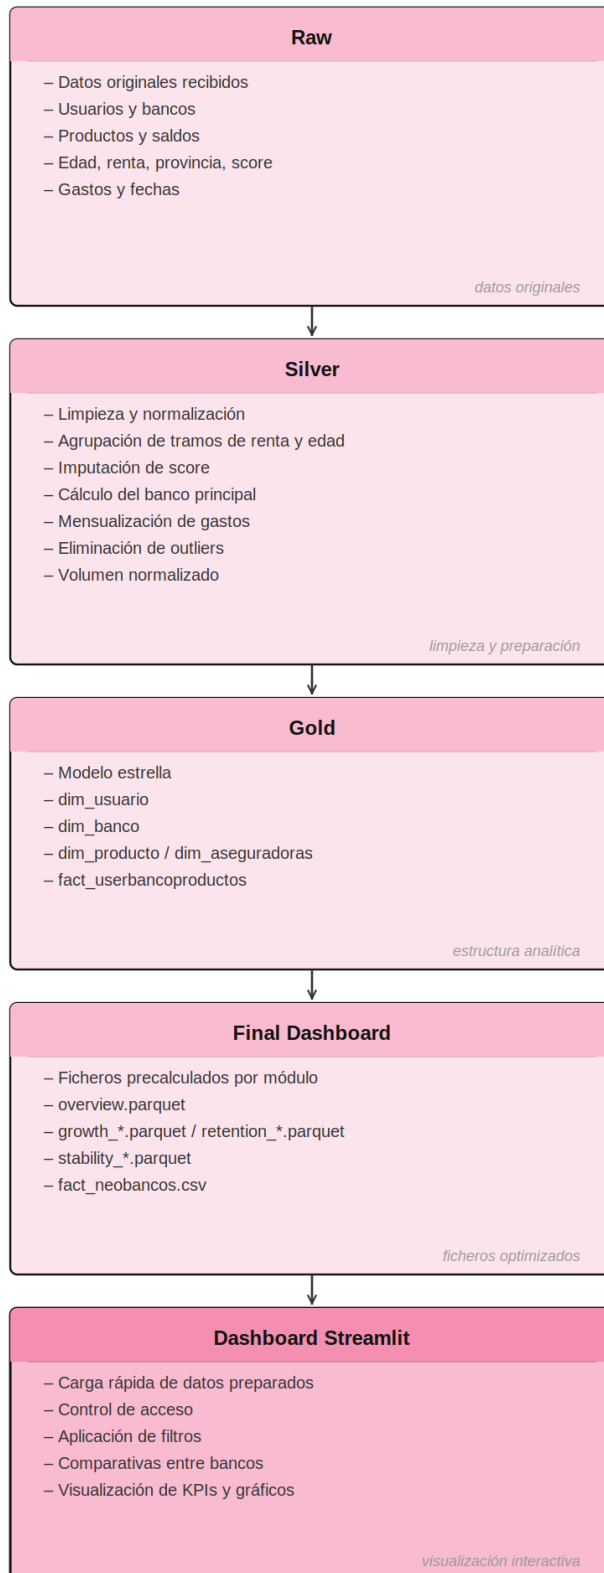 Raw
– Datos originales recibidos
– Usuarios y bancos
– Productos y saldos
– Edad, renta, provincia, score
– Gastos y fechas
datos originales
Silver
– Limpieza y normalización
– Agrupación de tramos de renta y edad
– Imputación de score
– Cálculo del banco principal
– Mensualización de gastos
– Eliminación de outliers
– Volumen normalizado
limpieza y preparación
Gold
– Modelo estrella
– dim_usuario
– dim_banco
– dim_producto / dim_aseguradoras
– fact_userbancoproductos
estructura analítica
Final Dashboard
– Ficheros precalculados por módulo
– overview.parquet
– growth_*.parquet / retention_*.parquet
– stability_*.parquet
– fact_neobancos.csv
ficheros optimizados
Dashboard Streamlit
– Carga rápida de datos preparados
– Control de acceso
– Aplicación de filtros
– Comparativas entre bancos
– Visualización de KPIs y gráficos
visualización interactiva